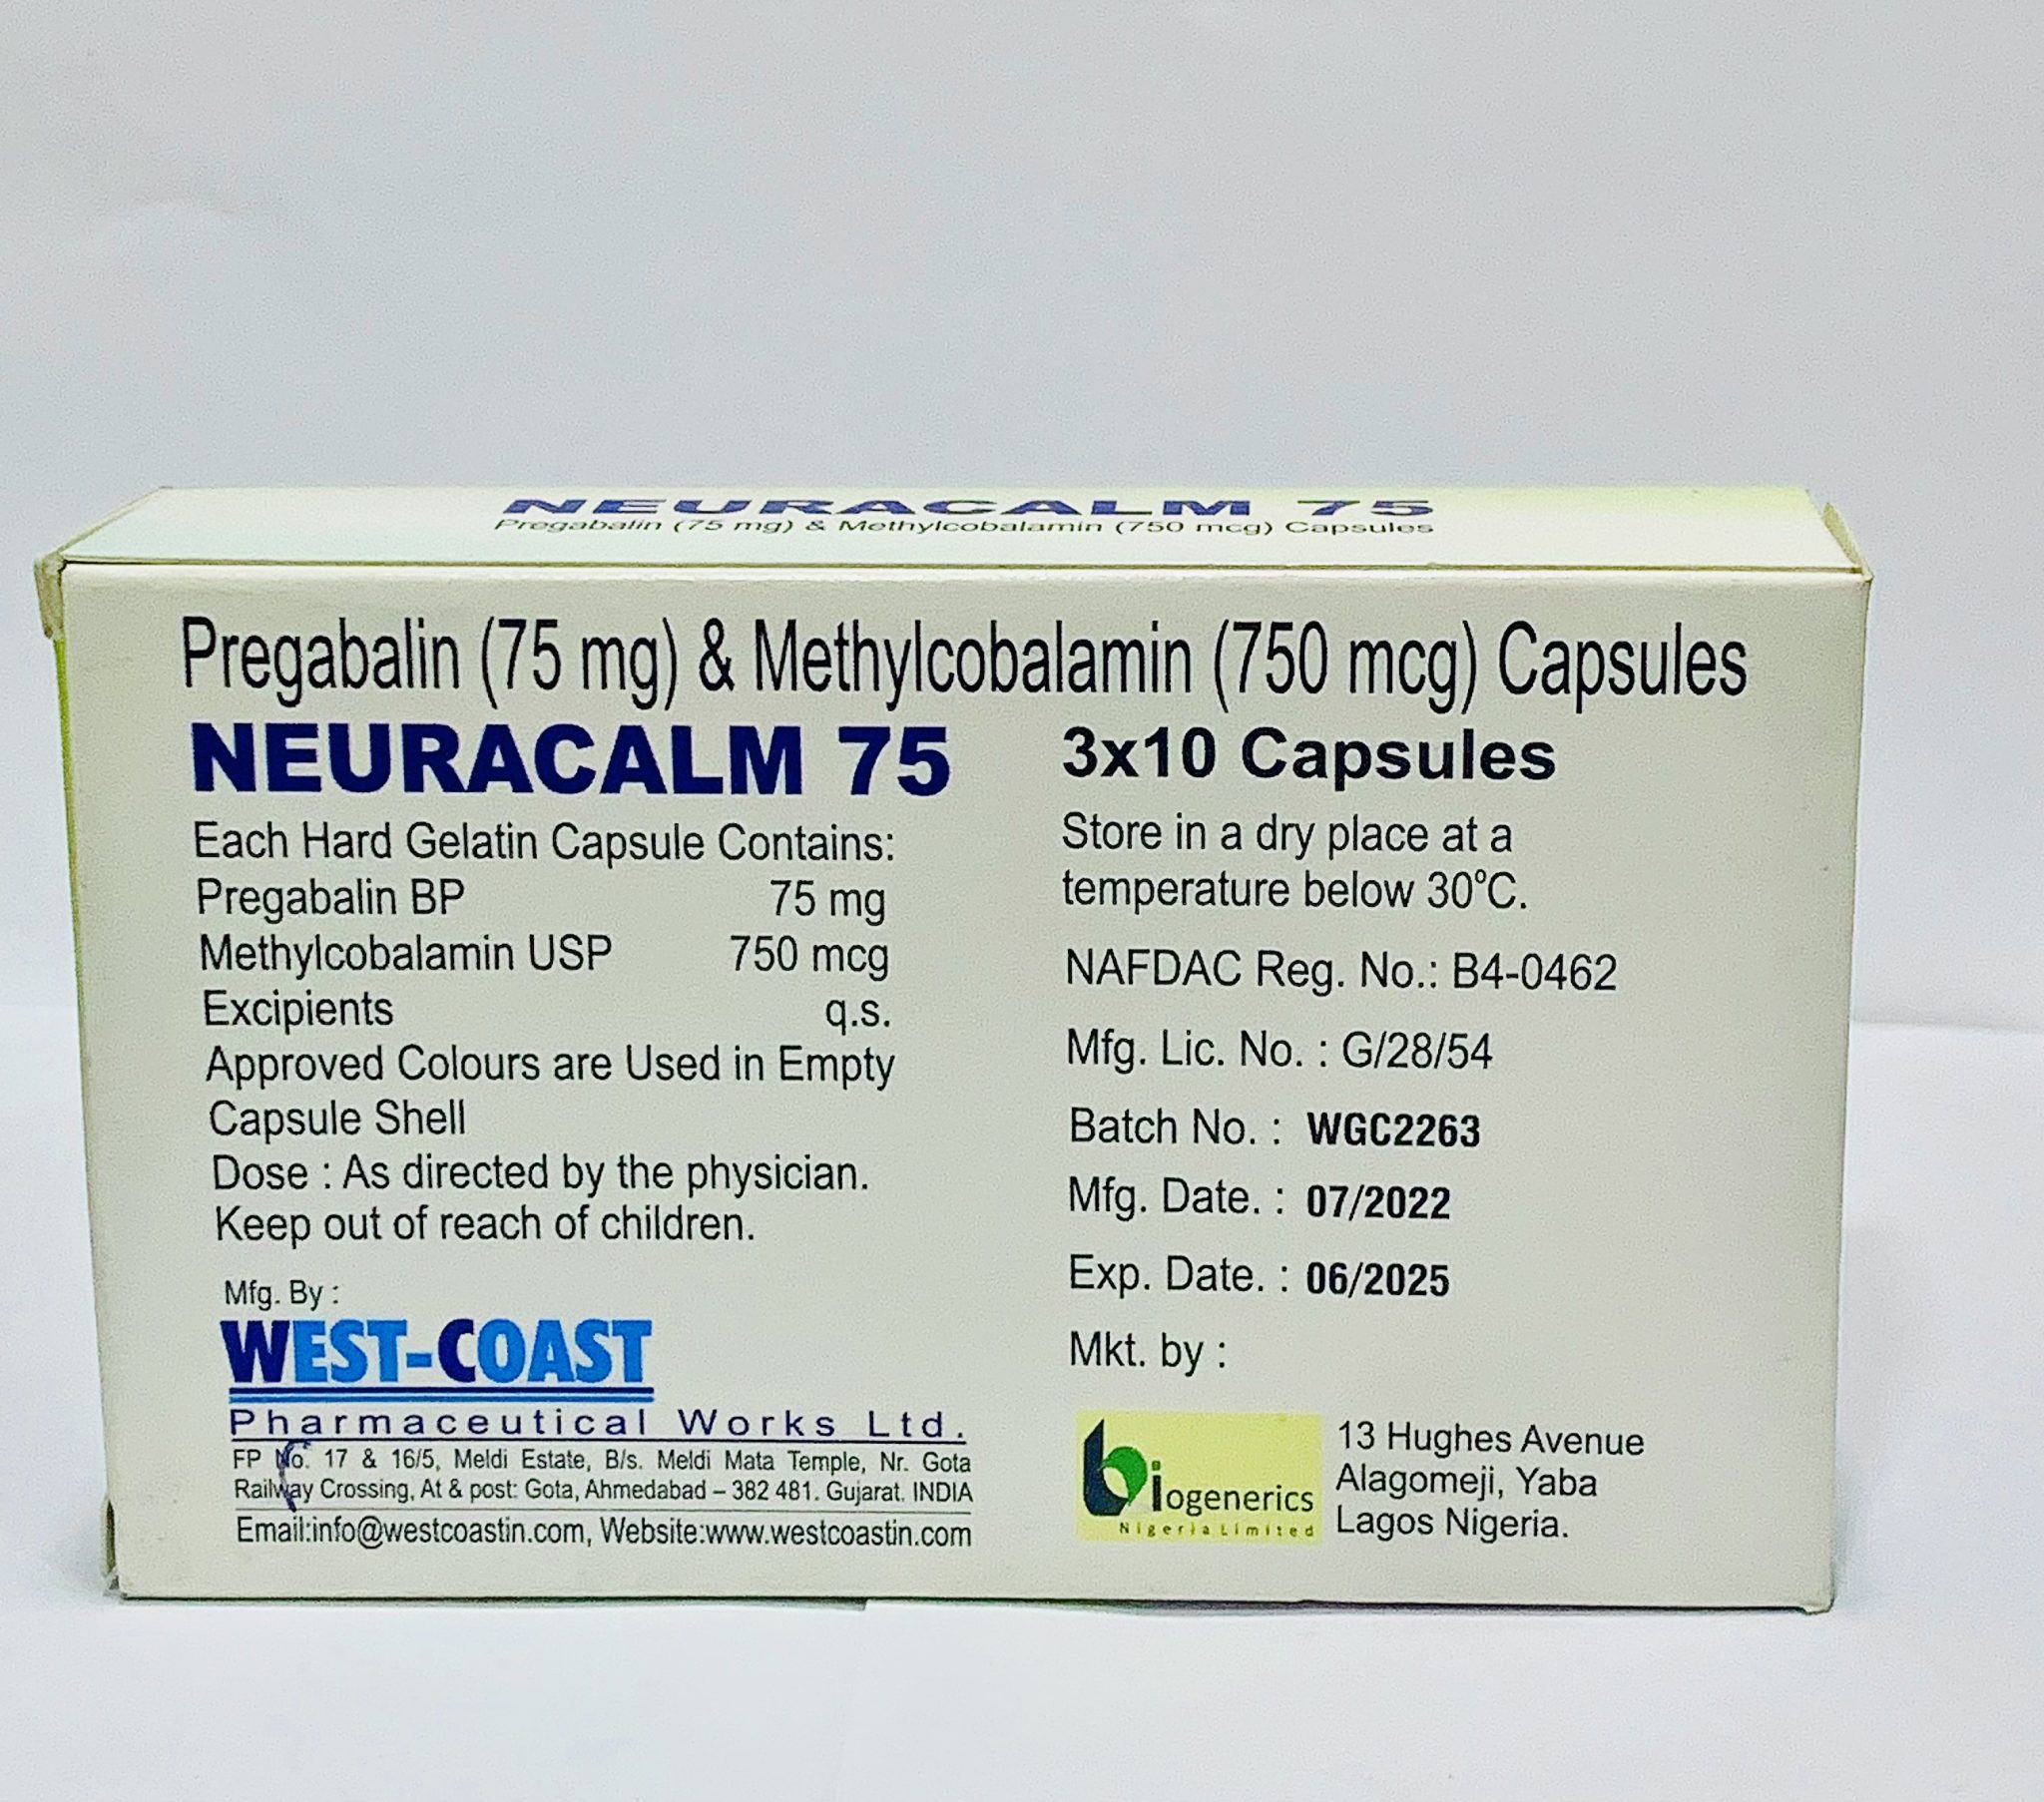 NEURACALM 75
Pregabalin (75 mg) & Methylcobalamin (750 mcg) Capsules
Pregabalin (75 mg) & Methylcobalamin (750 mcg) Capsules
NEURACALM 75
Each Hard Gelatin Capsule Contains:
Pregabalin BP 75 mg
Methylcobalamin USP 750 mcg
Excipients q.s.
Approved Colours are Used in Empty
Capsule Shell
Dose : As directed by the physician.
Keep out of reach of children.
Mfg. By :
WEST-COAST
Pharmaceutical Works Ltd.
FP No. 17 & 16/5, Meldi Estate, B/s. Meldi Mata Temple, Nr. Gota
Railway Crossing, At & post: Gota, Ahmedabad – 382 481. Gujarat. INDIA
Email:info@westcoastin.com, Website:www.westcoastin.com
3x10 Capsules
Store in a dry place at a
temperature below 30°C.
NAFDAC Reg. No.: B4-0462
Mfg. Lic. No. : G/28/54
Batch No. : WGC2263
Mfg. Date. : 07/2022
Exp. Date. : 06/2025
Mkt. by :
biogenerics
Nigeria Limited
13 Hughes Avenue
Alagomeji, Yaba
Lagos Nigeria.